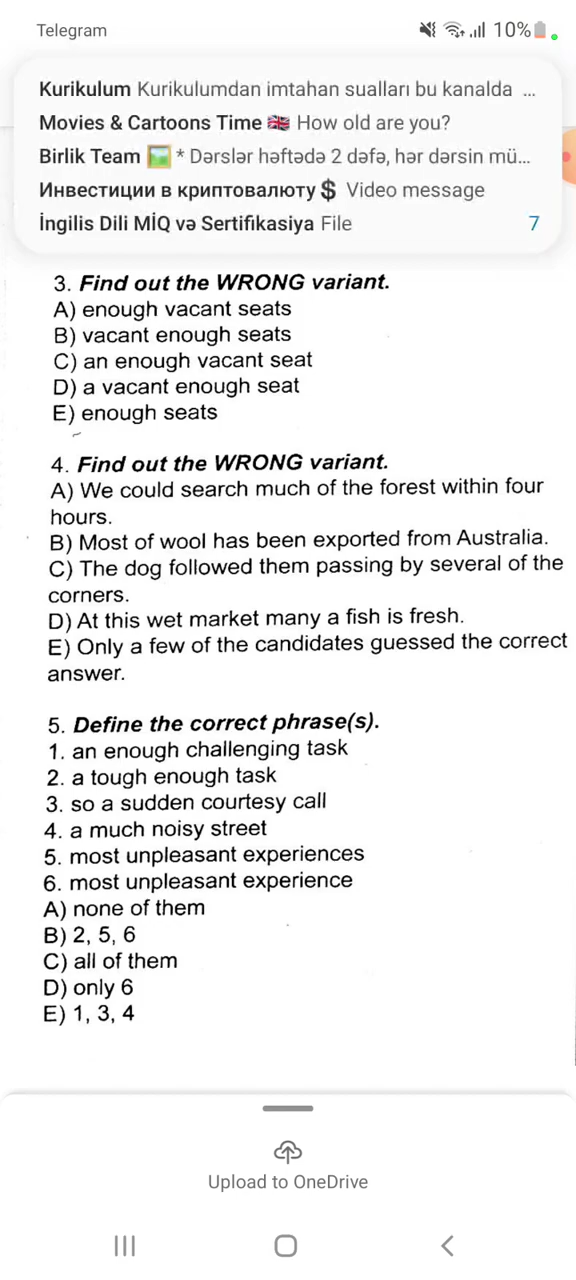 Telegram
10%
Kurikulum Kurikulumdan imtahan sualları bu kanalda ...
Movies & Cartoons Time 🇬🇧 How old are you?
Birlik Team 🖼️ * Dərslər həftədə 2 dəfə, hər dərsin mü...
Инвестиции в криптовалюту $ Video message
İngilis Dili MİQ və Sertifikasiya File 7
3. Find out the WRONG variant.
A) enough vacant seats
B) vacant enough seats
C) an enough vacant seat
D) a vacant enough seat
E) enough seats
4. Find out the WRONG variant.
A) We could search much of the forest within four
hours.
B) Most of wool has been exported from Australia.
C) The dog followed them passing by several of the
corners.
D) At this wet market many a fish is fresh.
E) Only a few of the candidates guessed the correct
answer.
5. Define the correct phrase(s).
1. an enough challenging task
2. a tough enough task
3. so a sudden courtesy call
4. a much noisy street
5. most unpleasant experiences
6. most unpleasant experience
A) none of them
B) 2, 5, 6
C) all of them
D) only 6
E) 1, 3, 4
Upload to OneDrive